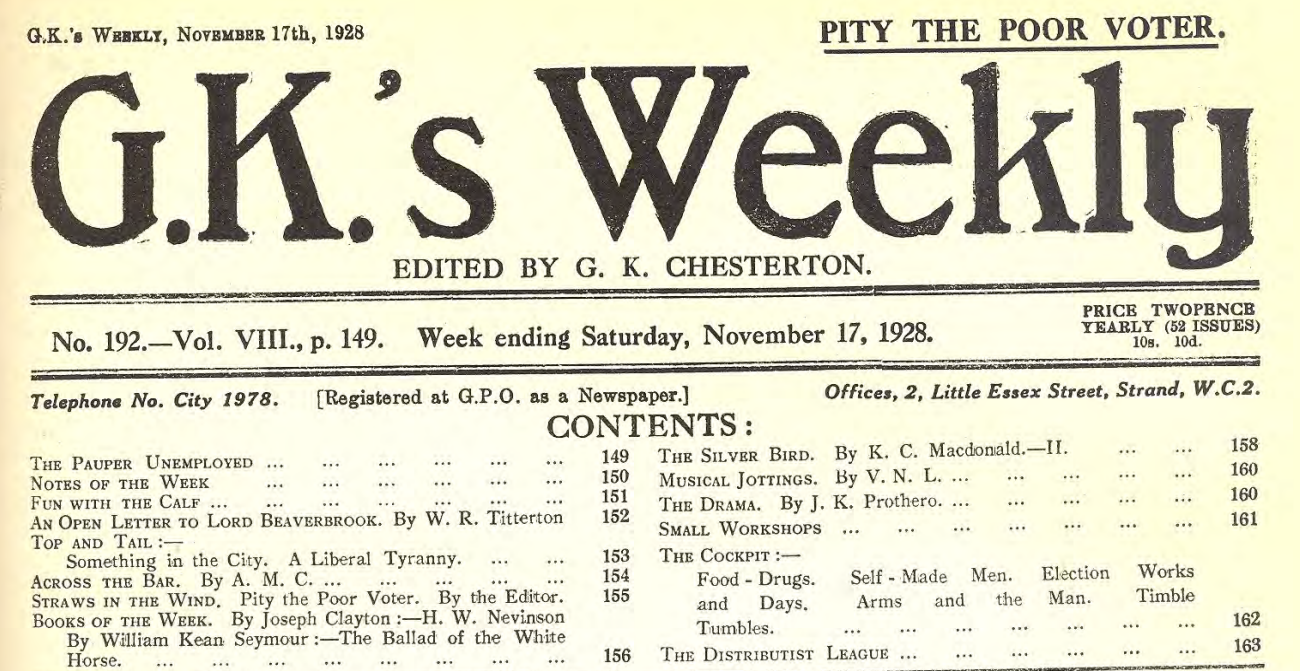 G.K.'s Weekly, November 17th, 1928
PITY THE POOR VOTER.
G.K.'s Weekly
EDITED BY G. K. CHESTERTON.
No. 192.—Vol. VIII., p. 149. Week ending Saturday, November 17, 1928.
PRICE TWOPENCE
YEARLY (52 ISSUES)
10s. 10d.
Telephone No. City 1978. [Registered at G.P.O. as a Newspaper.] Offices, 2, Little Essex Street, Strand, W.C.2.
CONTENTS:
The Pauper Unemployed ... ... ... ... ... ... 149
Notes of the Week ... ... ... ... ... ... 150
Fun with the Calf ... ... ... ... ... ... ... 151
An Open Letter to Lord Beaverbrook. By W. R. Titterton 152
Top and Tail :—
Something in the City. A Liberal Tyranny. ... ... 153
Across the Bar. By A. M. C. ... ... ... ... ... 154
Straws in the Wind. Pity the Poor Voter. By the Editor. 155
Books of the Week. By Joseph Clayton :—H. W. Nevinson
By William Kean Seymour :—The Ballad of the White
Horse. ... ... ... ... ... ... ... ... 156
The Silver Bird. By K. C. Macdonald.—II. ... ... 158
Musical Jottings. By V. N. L. ... ... ... ... ... 160
The Drama. By J. K. Prothero. ... ... ... ... ... 160
Small Workshops ... ... ... ... ... ... ... 161
The Cockpit :—
Food - Drugs. Self - Made Men. Election Works
and Days. Arms and the Man. Timble
Tumbles. ... ... ... ... ... ... ... 162
The Distributist League ... ... ... ... ... ... 163